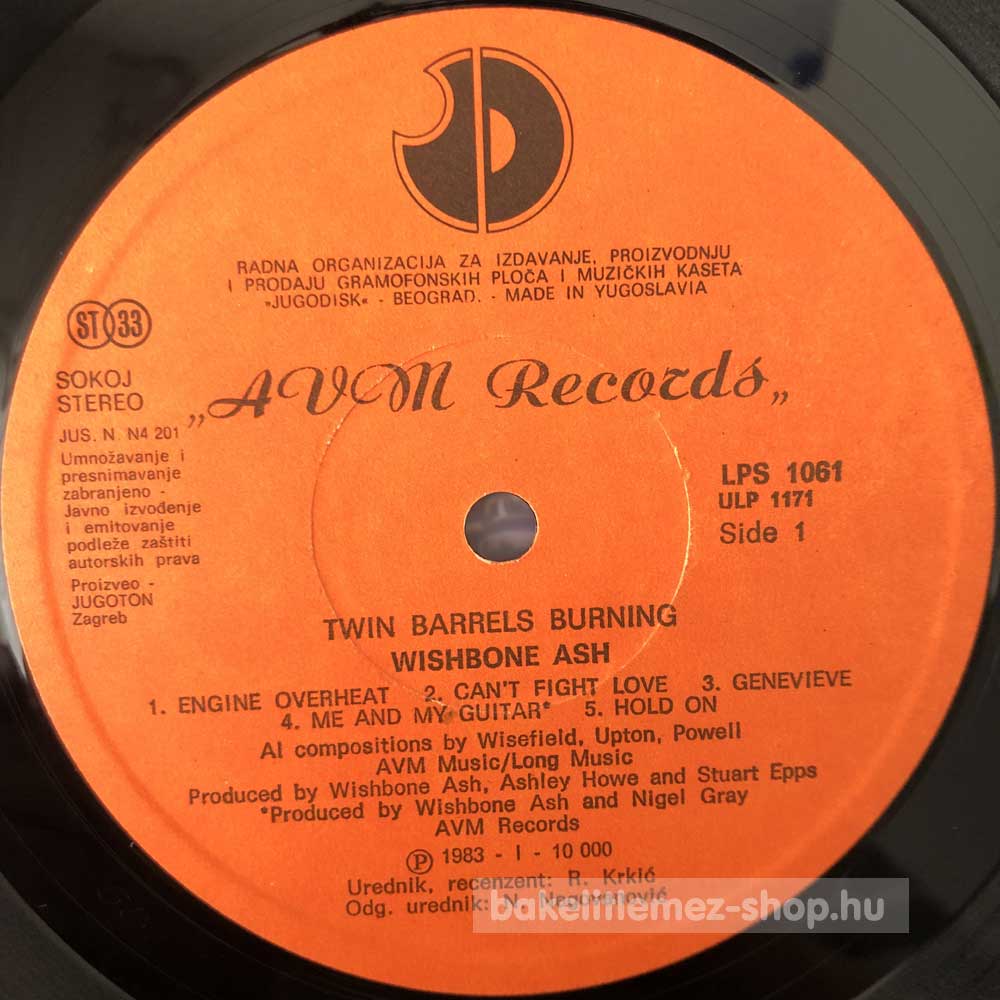 RADNA ORGANIZACIJA ZA IZDAVANJE, PROIZVODNJU
I PRODAJU GRAMOFONSKIH PLOČA I MUZIČKIH KASETA
"JUGODISK« - BEOGRAD. - MADE IN YUGOSLAVIA
ST 33
SOKOJ
STEREO
„AVM Records„
JUS. N N4 201
Umnožavanje i
presnimavanje
zabranjeno -
Javno izvođenje
i emitovanje
podleže zaštiti
autorskih prava
Proizveo -
JUGOTON
Zagreb
LPS 1061
ULP 1171
Side 1
TWIN BARRELS BURNING
WISHBONE ASH
1. ENGINE OVERHEAT 2. CAN'T FIGHT LOVE 3. GENEVIEVE
4. ME AND MY GUITAR* 5. HOLD ON
Al compositions by Wisefield, Upton, Powell
AVM Music/Long Music
Produced by Wishbone Ash, Ashley Howe and Stuart Epps
*Produced by Wishbone Ash and Nigel Gray
AVM Records
Ⓟ 1983 - I - 10 000
Urednik, recenzent: R. Krkić
Odg. urednik: N.
bakelitlemez-shop.hu